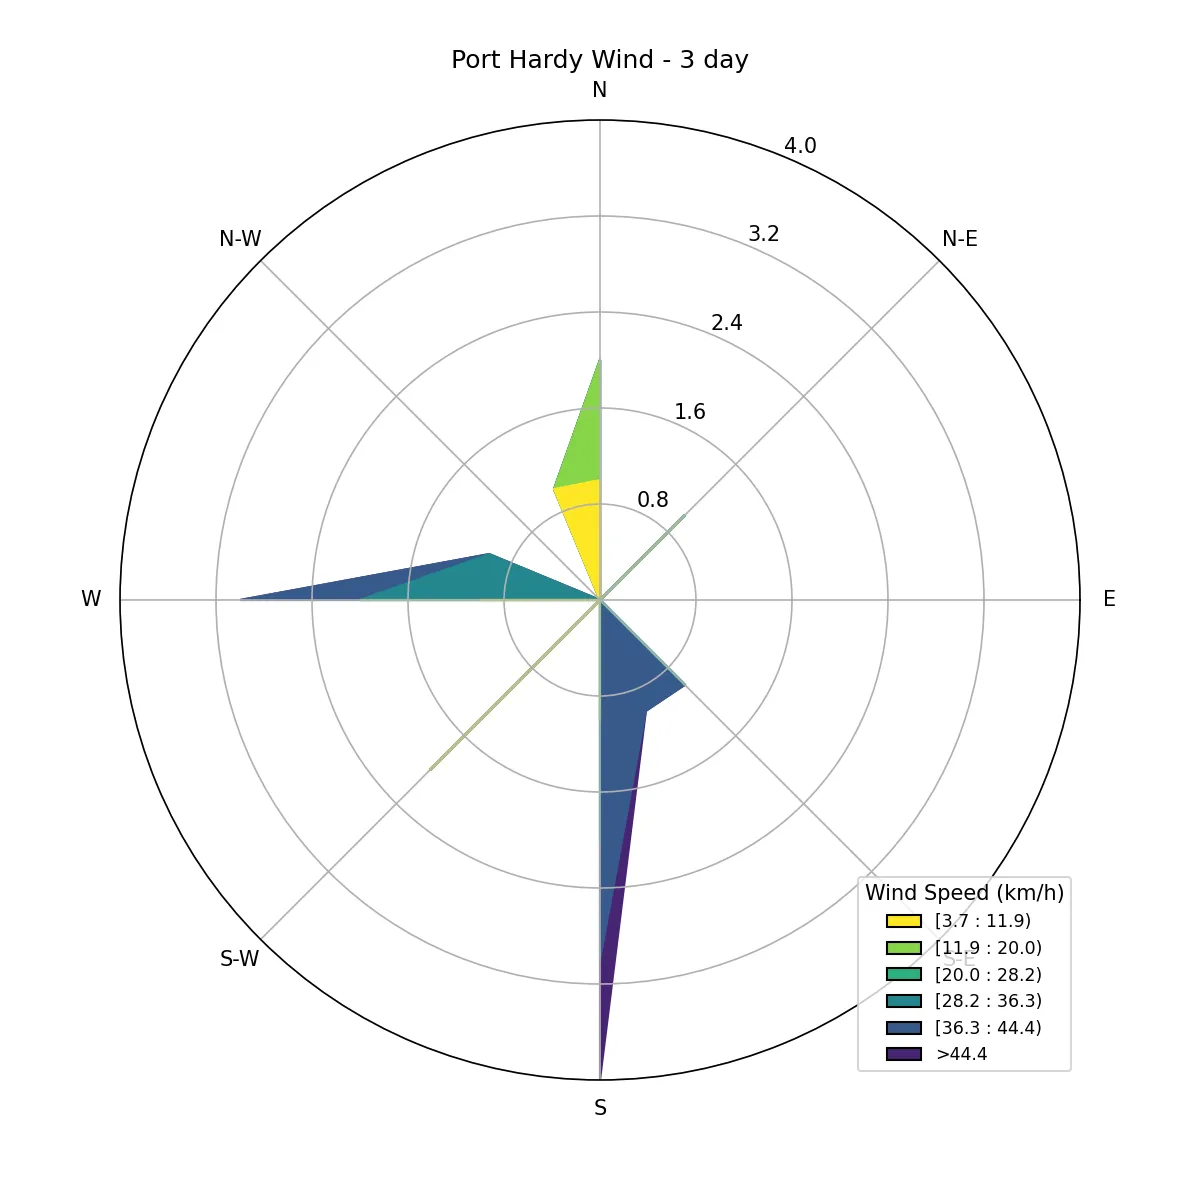 Port Hardy Wind - 3 day
N
4.0
N-W
N-E
3.2
2.4
1.6
0.8
W
E
Wind Speed (km/h)
[3.7 : 11.9)
[11.9 : 20.0)
S-W
S-E
[20.0 : 28.2)
[28.2 : 36.3)
[36.3 : 44.4)
>44.4
S